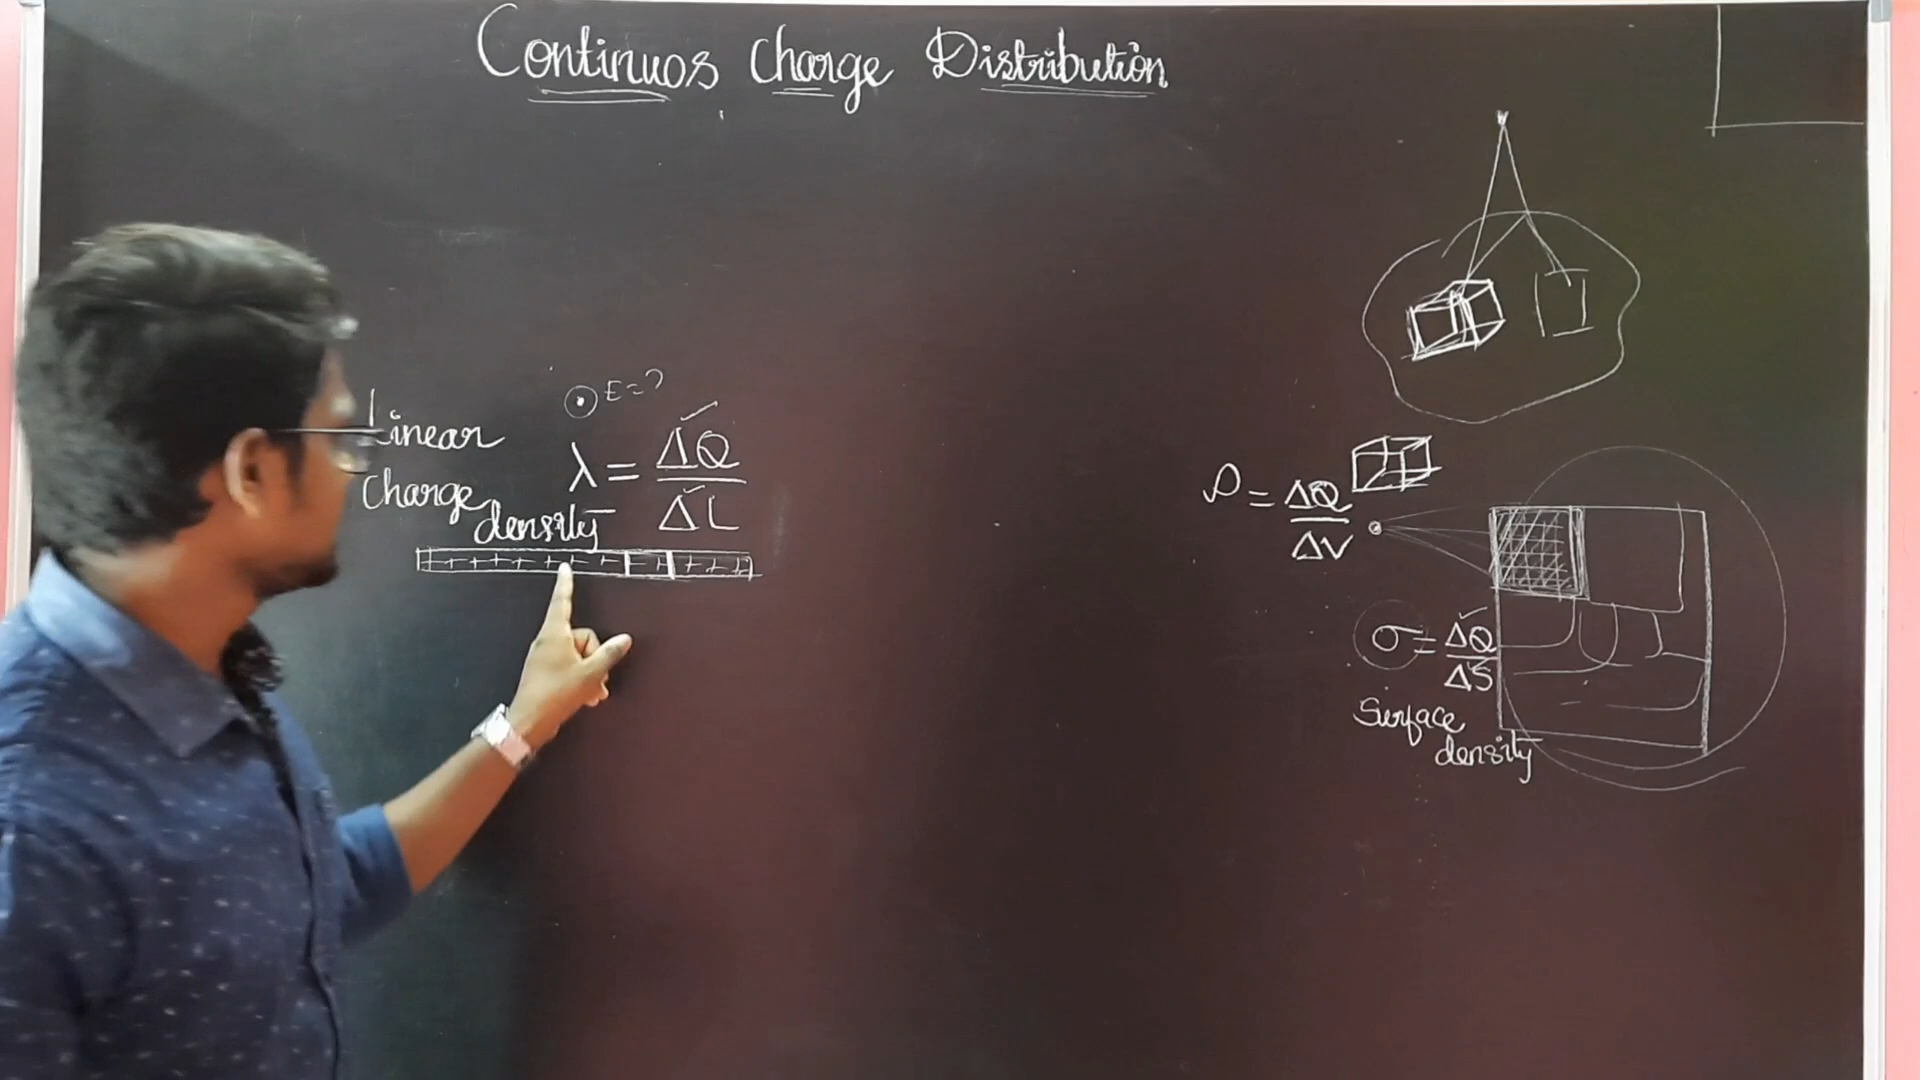 Continuos Charge Distribution
E=?
Linear
Charge
density
λ = ΔQ/ΔL
+ + + + + + + + + + + +
ρ = ΔQ/ΔV
σ = ΔQ/ΔS
Surface
density